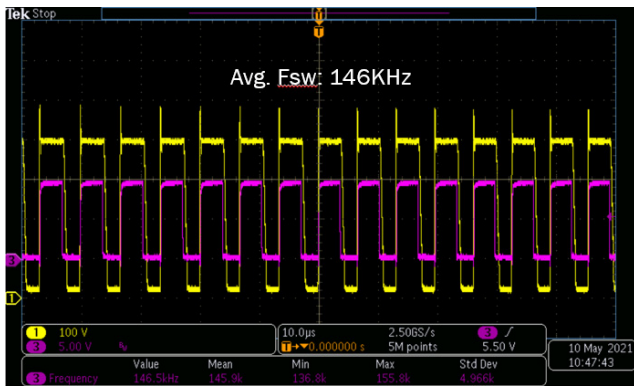 Tek Stop
T
T
Avg. Fsw: 146KHz
3
1
1 100 V
3 5.00 V
10.0µs 2.50GS/s 3
T→▼0.000000 s 5M points 5.50 V
10 May 2021
10:47:43
Value Mean Min Max Std Dev
3 Frequency 146.5kHz 145.9k 136.8k 155.8k 4.966k